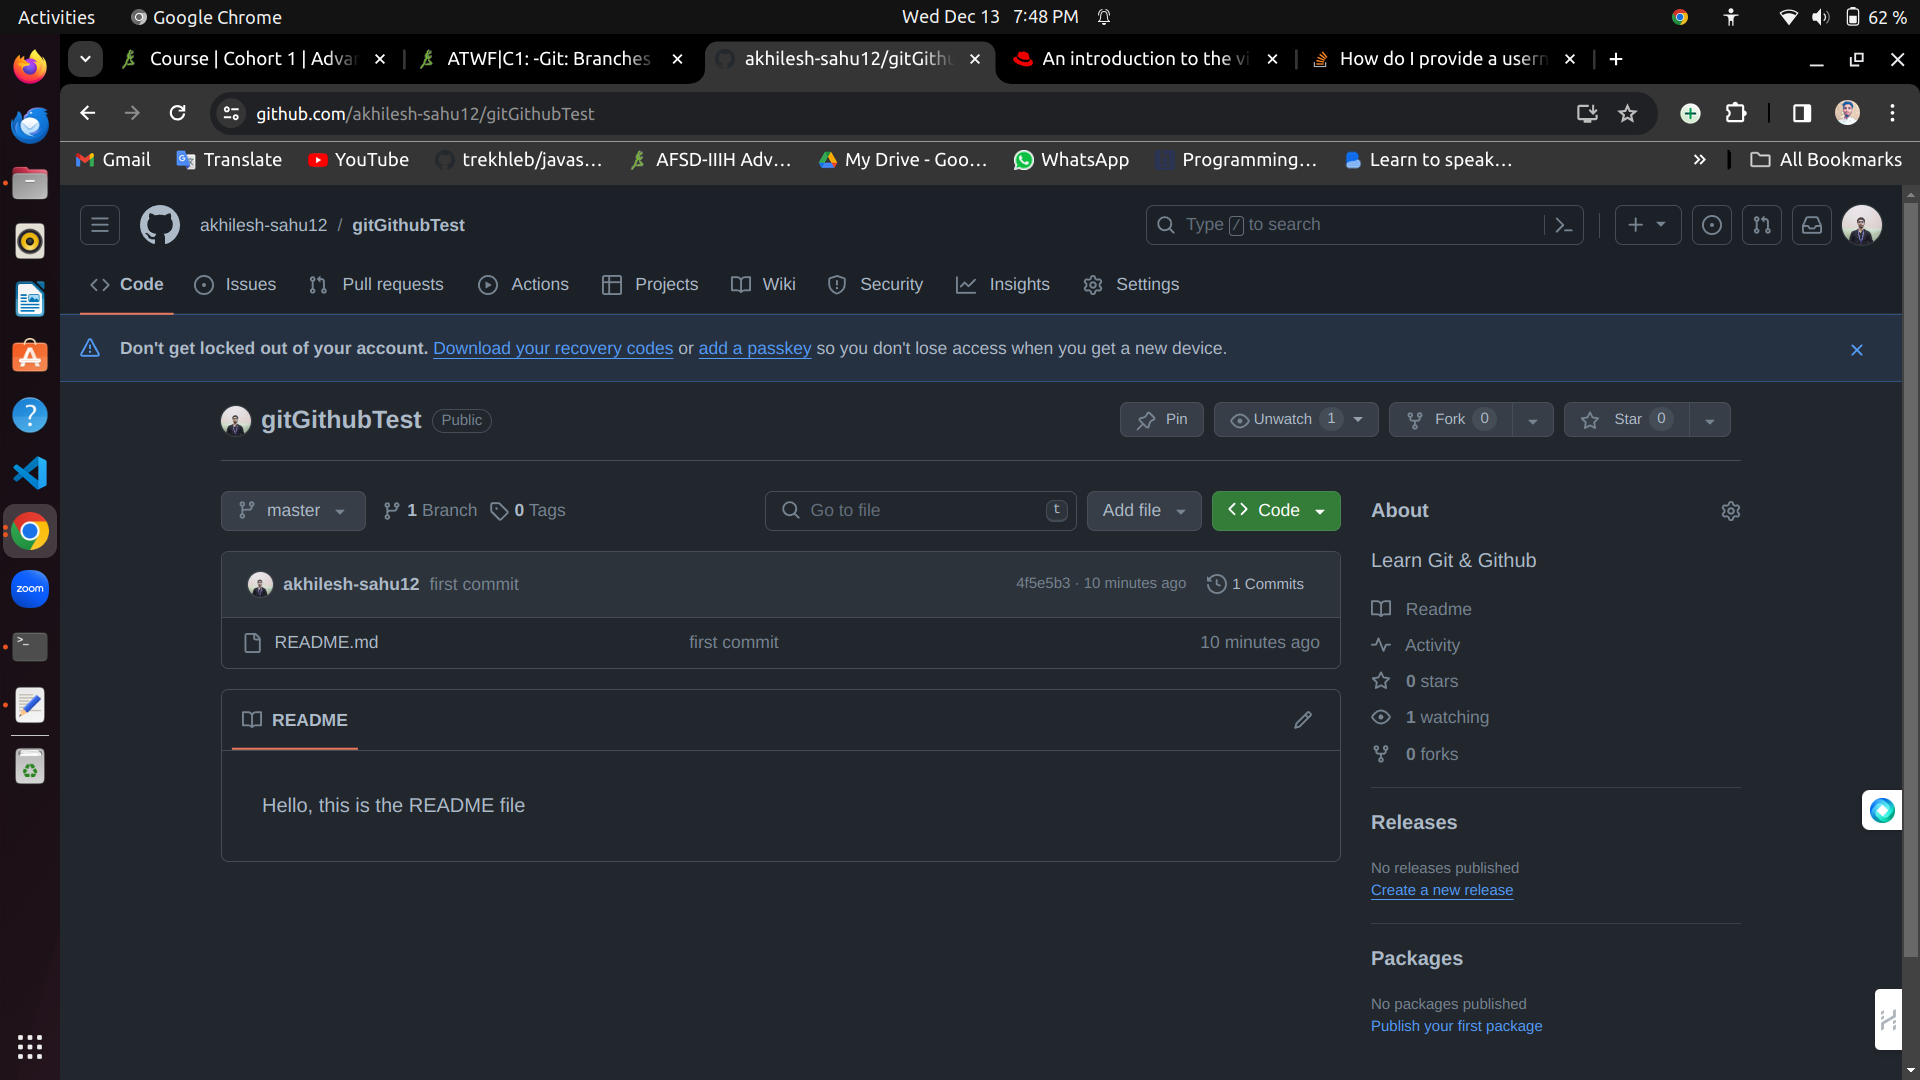 Activities Google Chrome Wed Dec 13 7:48 PM 62 %
Course | Cohort 1 | Adva ATWF|C1: -Git: Branches akhilesh-sahu12/gitGithu An introduction to the vi How do I provide a usern
github.com/akhilesh-sahu12/gitGithubTest
Gmail Translate YouTube trekhleb/javas... AFSD-IIIH Adv... My Drive - Goo... WhatsApp Programming... Learn to speak... » All Bookmarks
akhilesh-sahu12 / gitGithubTest Type / to search
Code Issues Pull requests Actions Projects Wiki Security Insights Settings
Don't get locked out of your account. Download your recovery codes or add a passkey so you don't lose access when you get a new device.
gitGithubTest Public Pin Unwatch 1 Fork 0 Star 0
master 1 Branch 0 Tags Go to file t Add file Code About
Learn Git & Github
akhilesh-sahu12 first commit 4f5e5b3 · 10 minutes ago 1 Commits
Readme
README.md first commit 10 minutes ago
Activity
0 stars
README
1 watching
0 forks
Hello, this is the README file
Releases
No releases published
Create a new release
Packages
No packages published
Publish your first package
zoom